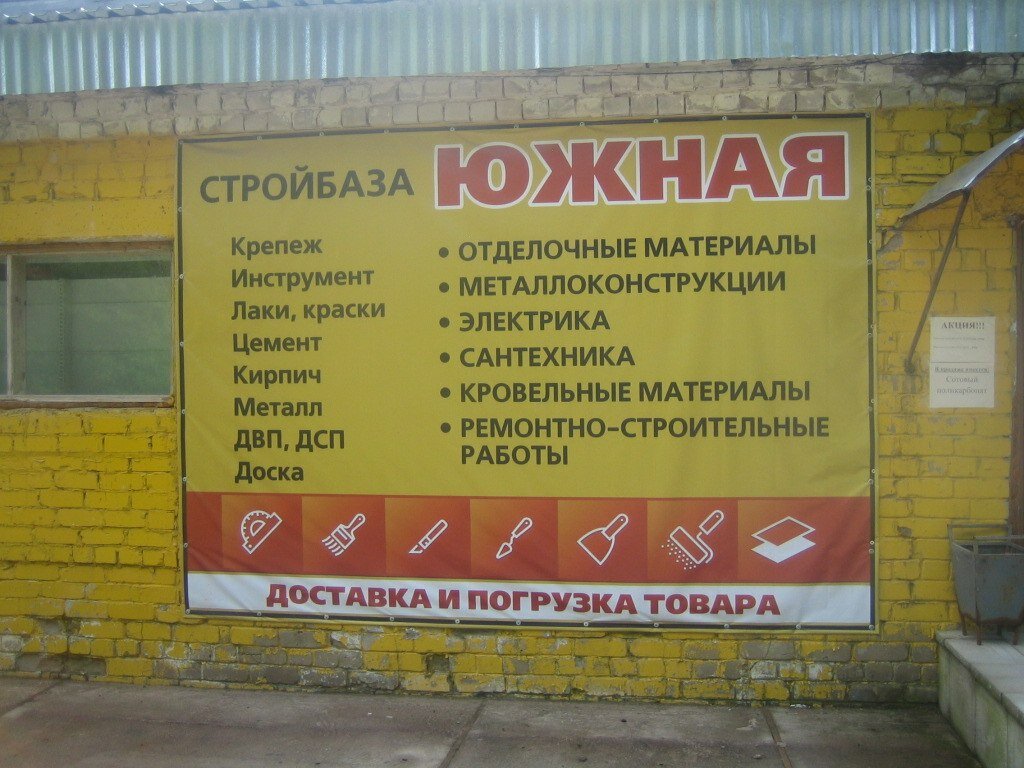 СТРОЙБАЗА ЮЖНАЯ
Крепеж
Инструмент
Лаки, краски
Цемент
Кирпич
Металл
ДВП, ДСП
Доска
• ОТДЕЛОЧНЫЕ МАТЕРИАЛЫ
• МЕТАЛЛОКОНСТРУКЦИИ
• ЭЛЕКТРИКА
• САНТЕХНИКА
• КРОВЕЛЬНЫЕ МАТЕРИАЛЫ
• РЕМОНТНО-СТРОИТЕЛЬНЫЕ
РАБОТЫ
ДОСТАВКА И ПОГРУЗКА ТОВАРА
АКЦИЯ!!!
Сотовый
поликарбонат